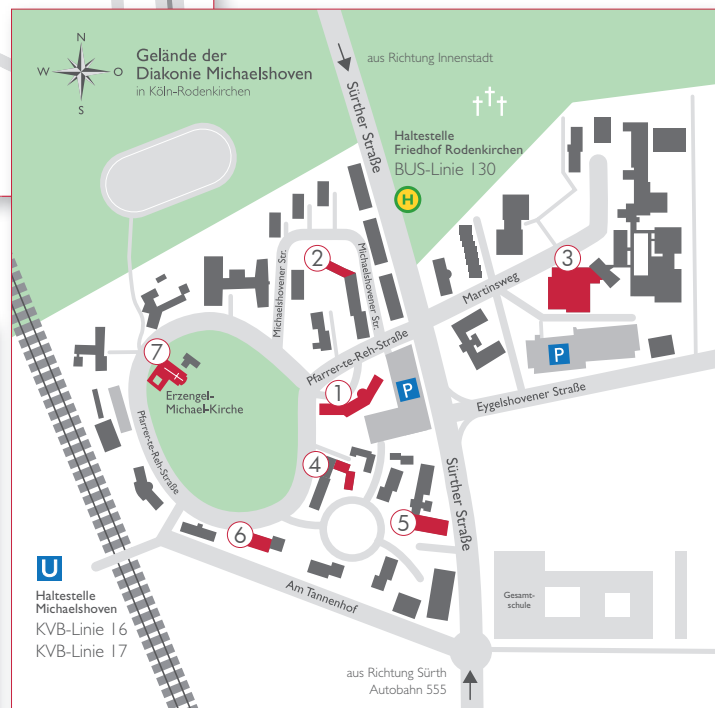 N
W
O
S
Gelände der
Diakonie Michaelshoven
in Köln-Rodenkirchen
aus Richtung Innenstadt
Sürther Straße
Haltestelle
Friedhof Rodenkirchen
BUS-Linie 130
H
2
Michaelshovener Str.
Michaelshovener Str.
3
Martinsweg
P
7
Erzengel-
Michael-Kirche
Pfarrer-te-Reh-Straße
1
P
Eygelshovener Straße
Pfarrer-te-Reh-Straße
4
5
Sürther Straße
6
U
Haltestelle
Michaelshoven
KVB-Linie 16
KVB-Linie 17
Am Tannenhof
Gesamt-
schule
aus Richtung Sürth
Autobahn 555